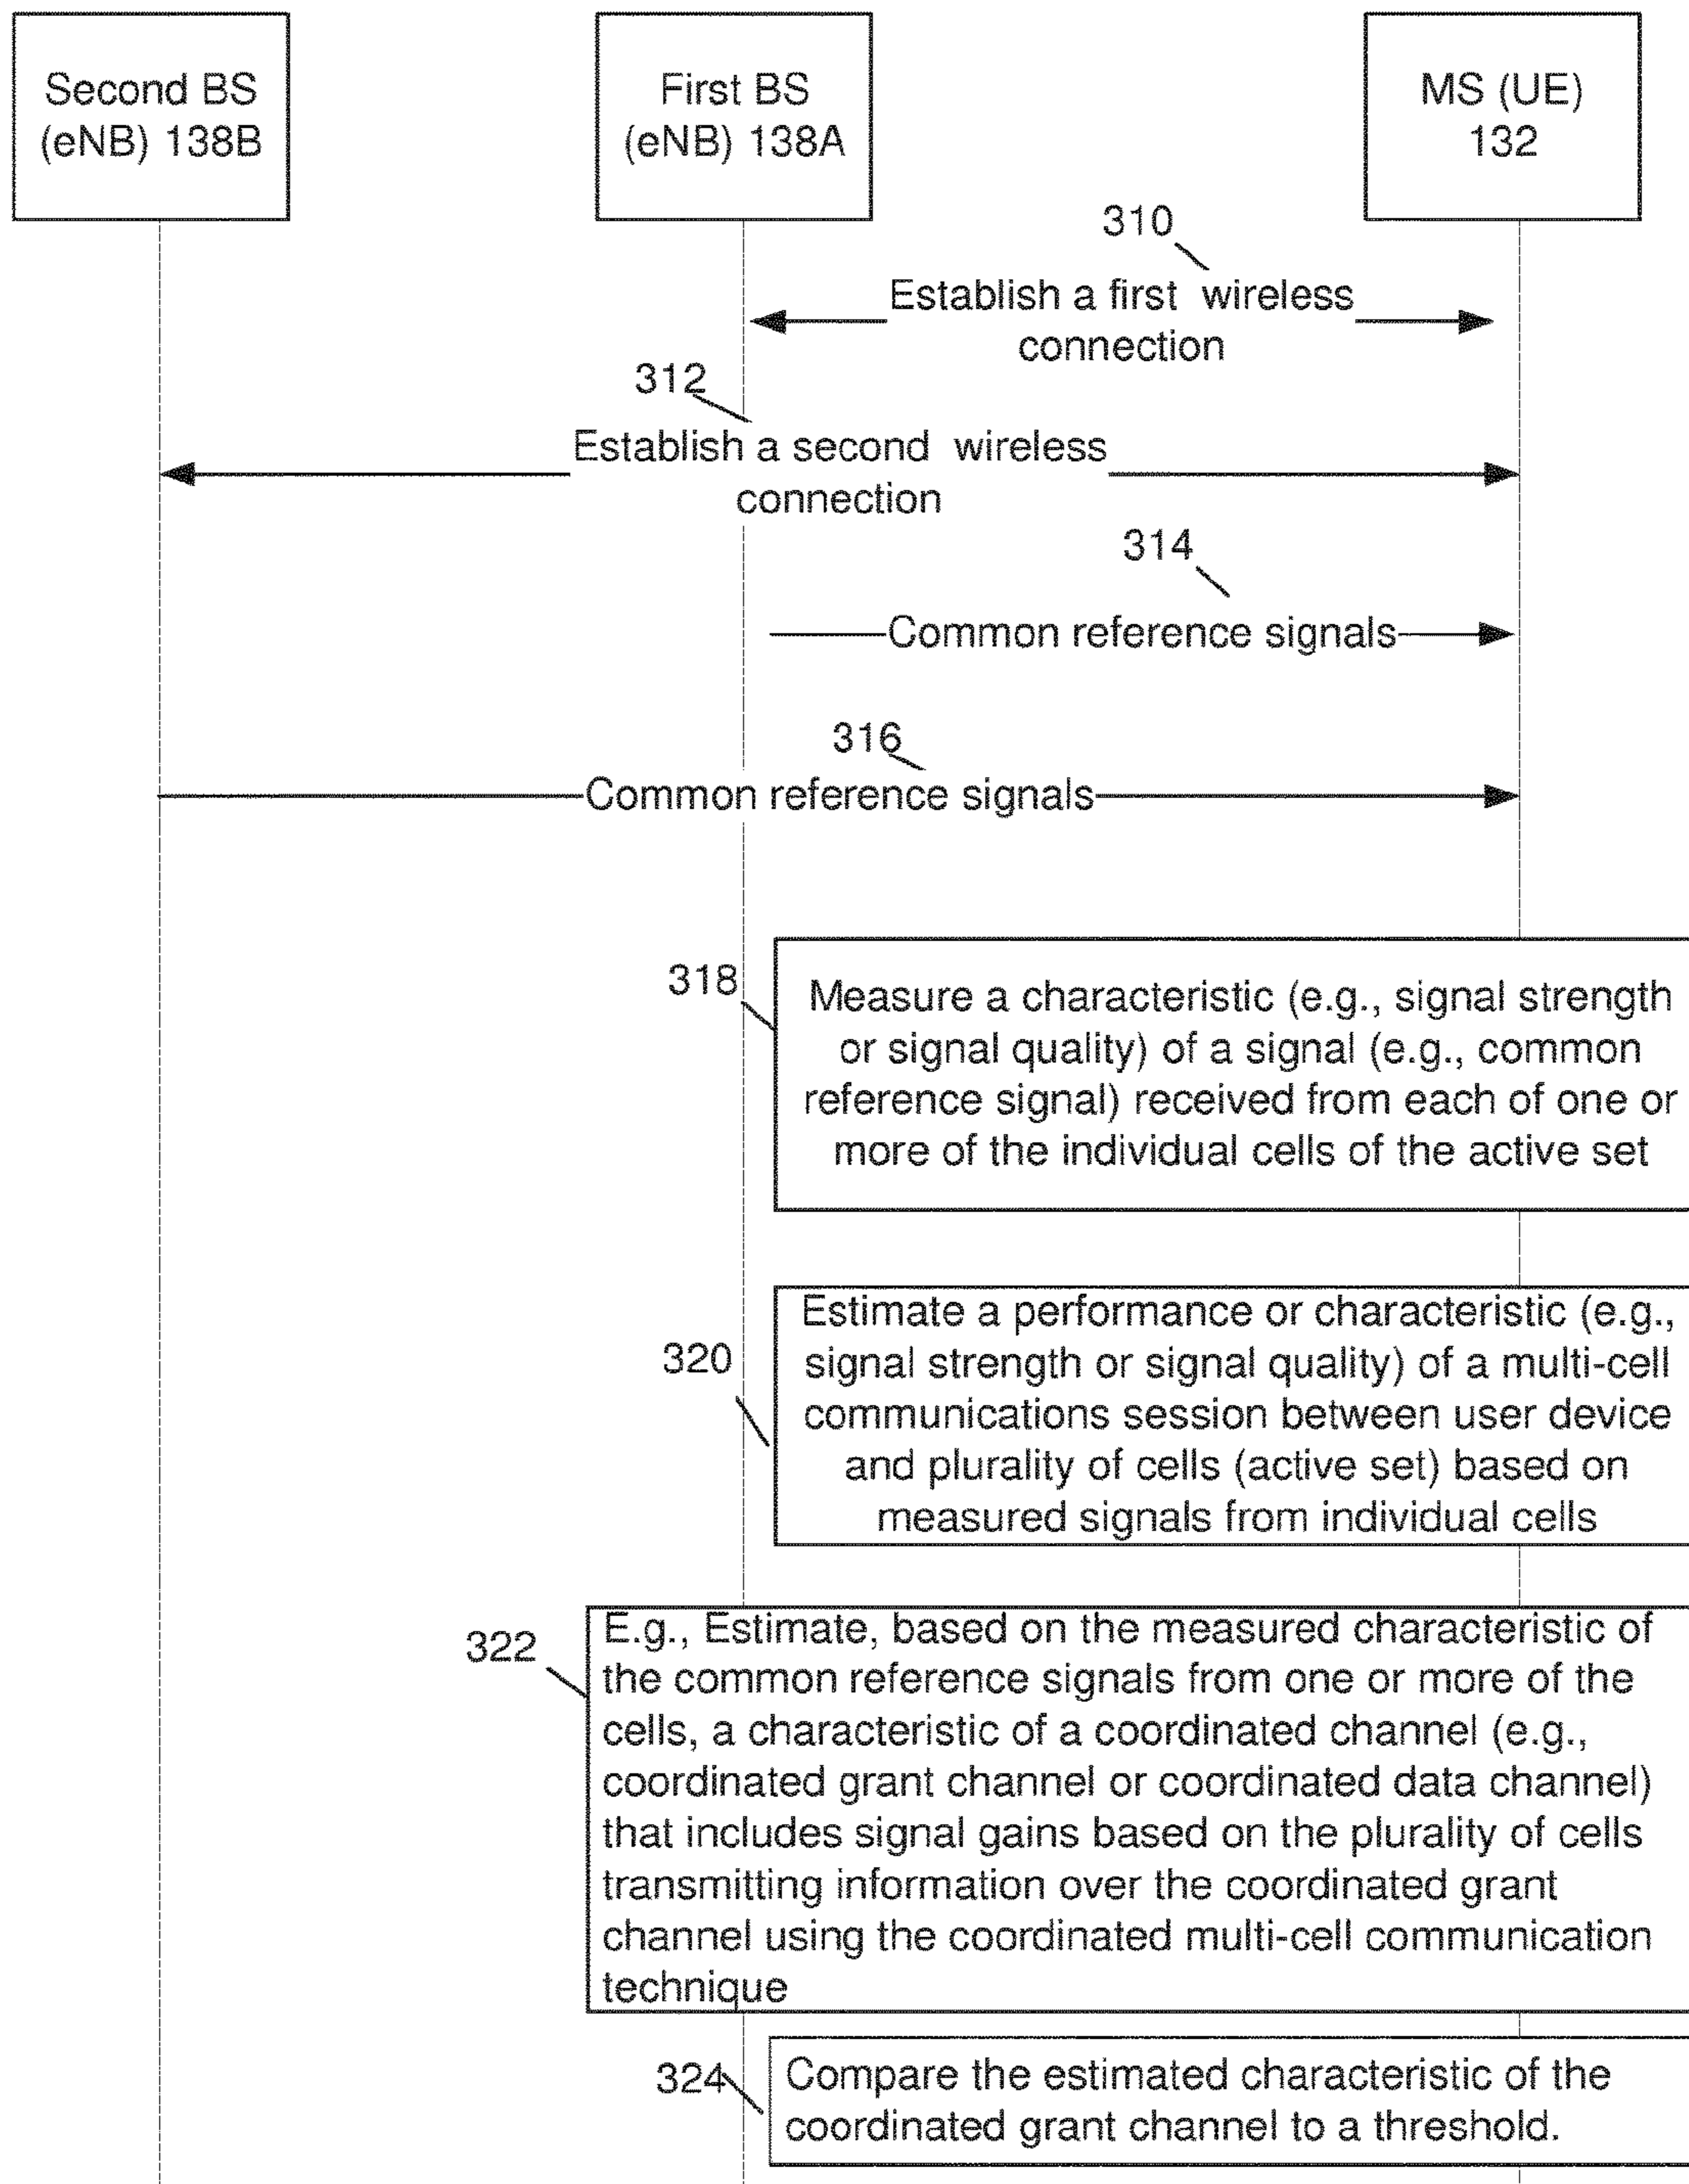 Second BS
(eNB) 138B
First BS
(eNB) 138A
MS (UE)
132
310
Establish a first wireless
connection
312
Establish a second wireless
connection
314
Common reference signals
316
Common reference signals
318
Measure a characteristic (e.g., signal strength
or signal quality) of a signal (e.g., common
reference signal) received from each of one or
more of the individual cells of the active set
320
Estimate a performance or characteristic (e.g.,
signal strength or signal quality) of a multi-cell
communications session between user device
and plurality of cells (active set) based on
measured signals from individual cells
322
E.g., Estimate, based on the measured characteristic of
the common reference signals from one or more of the
cells, a characteristic of a coordinated channel (e.g.,
coordinated grant channel or coordinated data channel)
that includes signal gains based on the plurality of cells
transmitting information over the coordinated grant
channel using the coordinated multi-cell communication
technique
324
Compare the estimated characteristic of the
coordinated grant channel to a threshold.